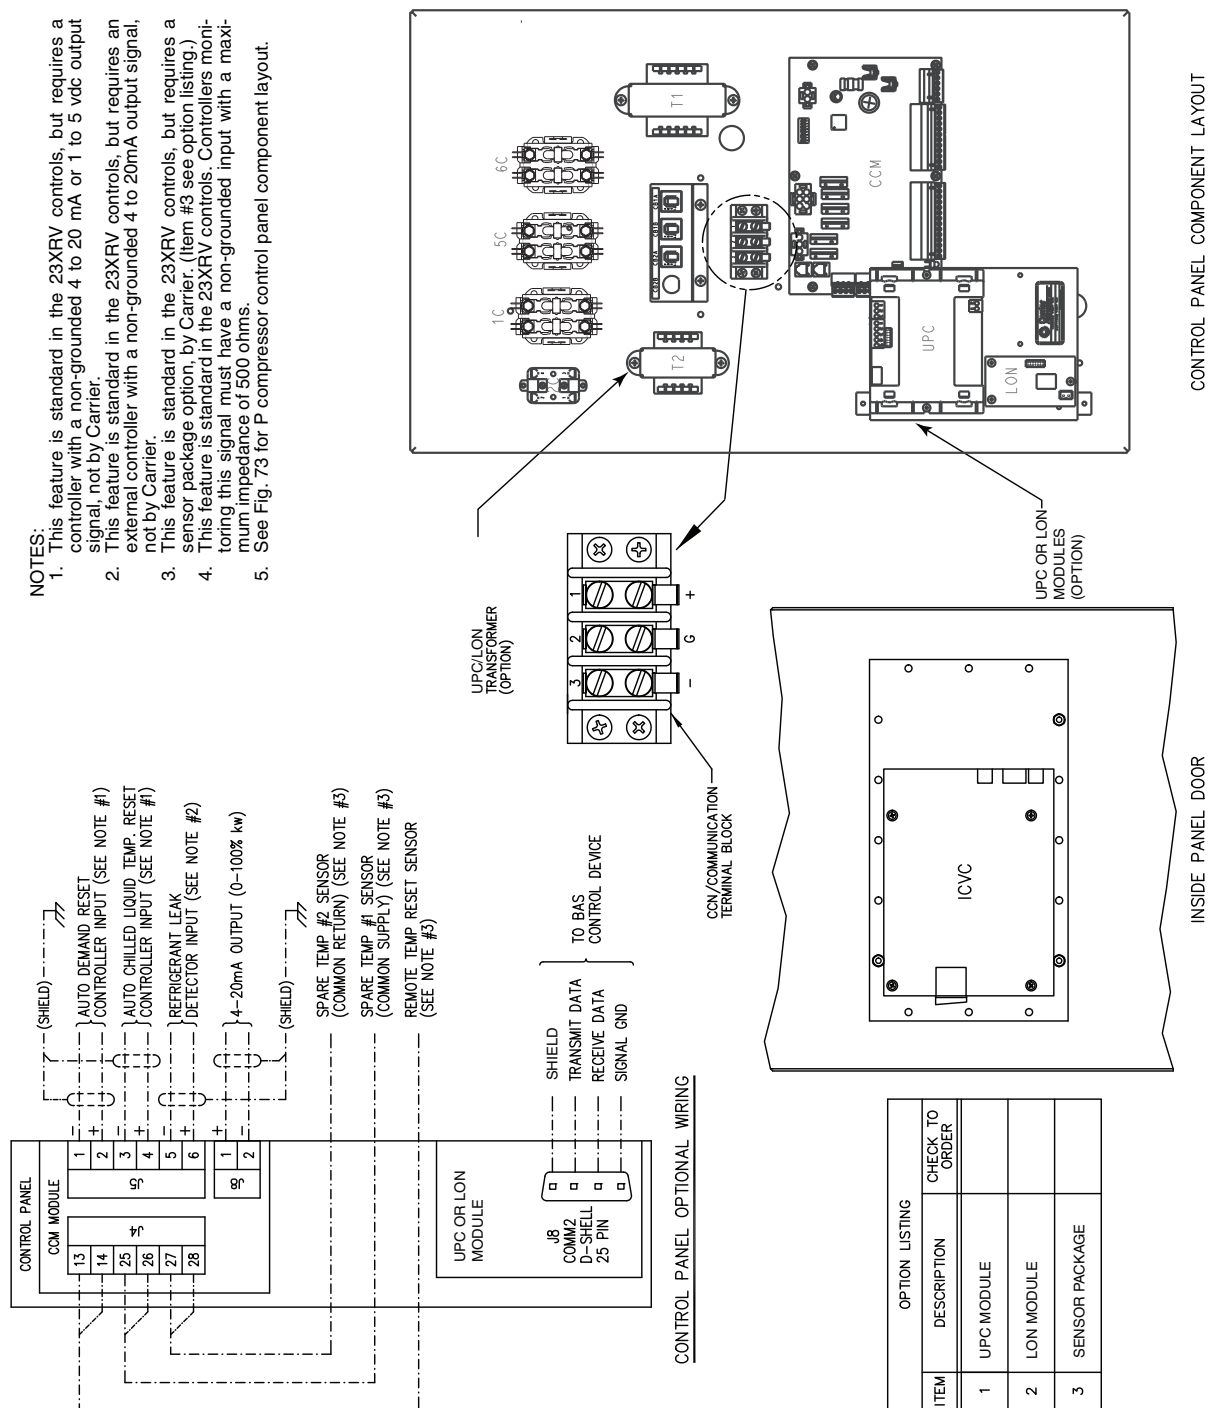 NOTES:
1. This feature is standard in the 23XRV controls, but requires a
controller with a non-grounded 4 to 20 mA or 1 to 5 vdc output
signal, not by Carrier.
2. This feature is standard in the 23XRV controls, but requires an
external controller with a non-grounded 4 to 20mA output signal,
not by Carrier.
3. This feature is standard in the 23XRV controls, but requires a
sensor package option, by Carrier. (Item #3 see option listing.)
4. This feature is standard in the 23XRV controls. Controllers moni-
toring this signal must have a non-grounded input with a maxi-
mum impedance of 500 ohms.
5. See Fig. 73 for P compressor control panel component layout.
CONTROL PANEL
CCM MODULE
J4
13
14
25
26
27
28
J5
1
2
3
4
5
6
J8
1
2
-
+
-
+
-
+
+
-
(SHIELD)
AUTO DEMAND RESET
CONTROLLER INPUT (SEE NOTE #1)
AUTO CHILLED LIQUID TEMP. RESET
CONTROLLER INPUT (SEE NOTE #1)
REFRIGERANT LEAK
DETECTOR INPUT (SEE NOTE #2)
4-20mA OUTPUT (0-100% kw)
(SHIELD)
SPARE TEMP #2 SENSOR
(COMMON RETURN) (SEE NOTE #3)
SPARE TEMP #1 SENSOR
(COMMON SUPPLY) (SEE NOTE #3)
REMOTE TEMP RESET SENSOR
(SEE NOTE #3)
UPC OR LON
MODULE
J8
COMM2
D-SHELL
25 PIN
SHIELD
TRANSMIT DATA
RECEIVE DATA
SIGNAL GND
TO BAS
CONTROL DEVICE
CONTROL PANEL OPTIONAL WIRING
UPC/LON
TRANSFORMER
(OPTION)
3
2
1
-
G
+
CCN/COMMUNICATION
TERMINAL BLOCK
2C
1C
5C
6C
T2
T1
CB2B
CB2A
CB1B
CB1A
CCM
UPC
LON
UPC OR LON
MODULES
(OPTION)
CONTROL PANEL COMPONENT LAYOUT
ICVC
INSIDE PANEL DOOR
OPTION LISTING
ITEM DESCRIPTION CHECK TO
ORDER
1 UPC MODULE
2 LON MODULE
3 SENSOR PACKAGE